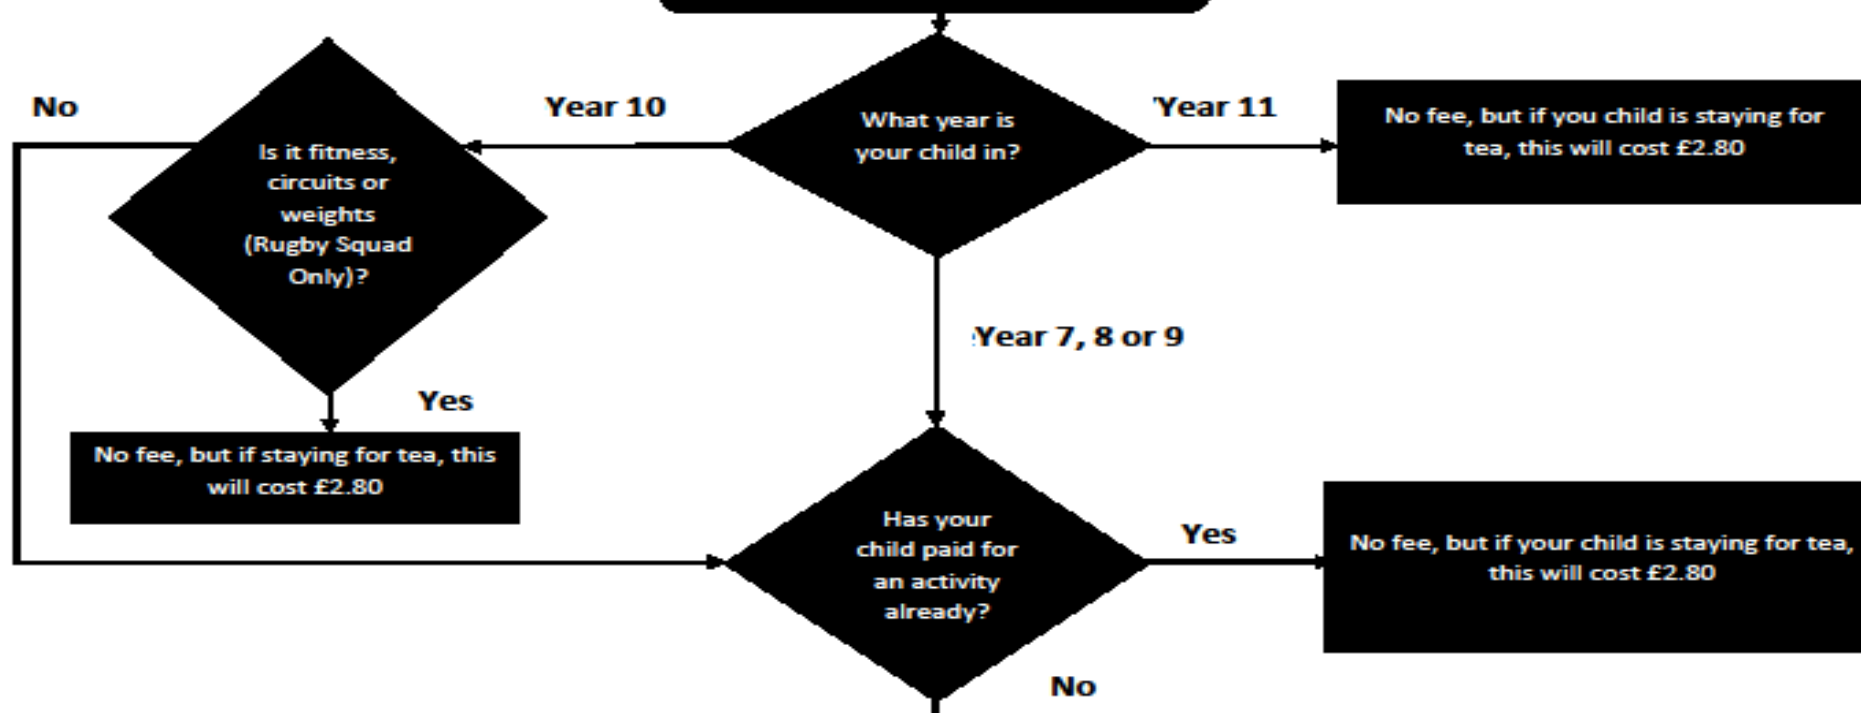 No
Year 10
Year 11
What year is
your child in?
No fee, but if you child is staying for
tea, this will cost £2.80
Is it fitness,
circuits or
weights
(Rugby Squad
Only)?
Year 7, 8 or 9
Yes
No fee, but if staying for tea, this
will cost £2.80
Has your
child paid for
an activity
already?
Yes
No fee, but if your child is staying for tea,
this will cost £2.80
No